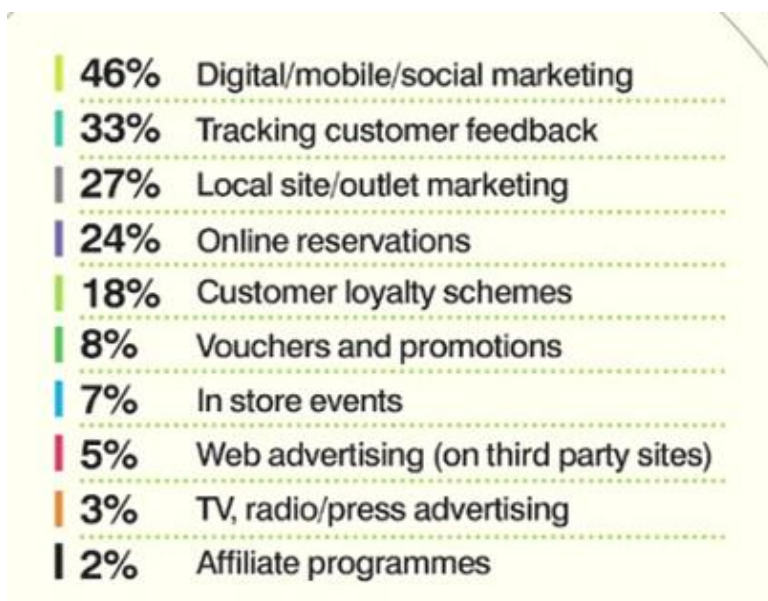 46% Digital/mobile/social marketing
33% Tracking customer feedback
27% Local site/outlet marketing
24% Online reservations
18% Customer loyalty schemes
8% Vouchers and promotions
7% In store events
5% Web advertising (on third party sites)
3% TV, radio/press advertising
2% Affiliate programmes